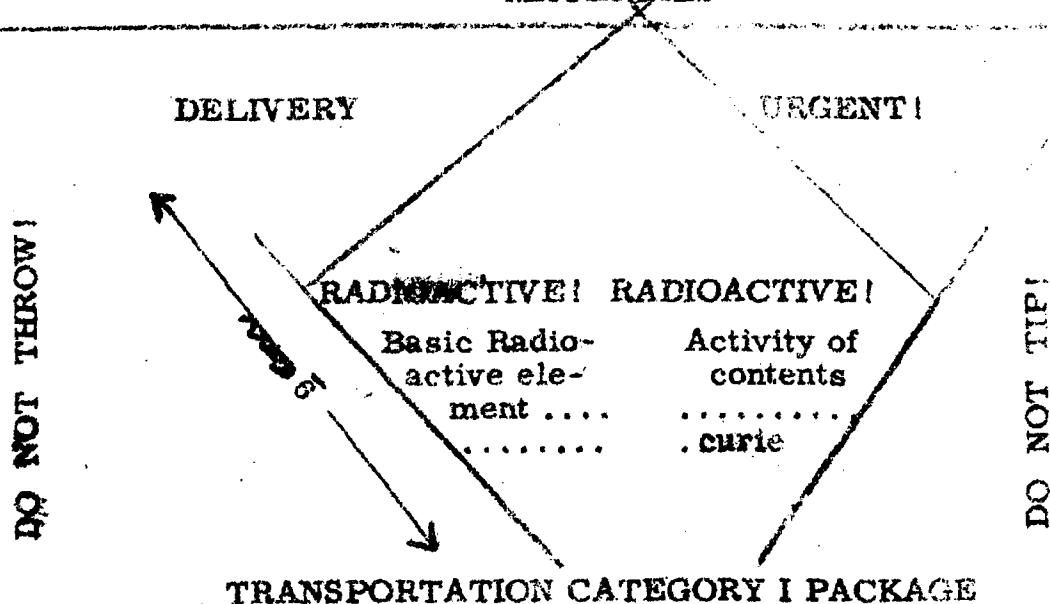 DELIVERY URGENT!
DO NOT THROW!
RADIOACTIVE! RADIOACTIVE!
Basic Radio- Activity of
active ele- contents
ment .... ..........
........ .curie
DO NOT TIP!
TRANSPORTATION CATEGORY I PACKAGE